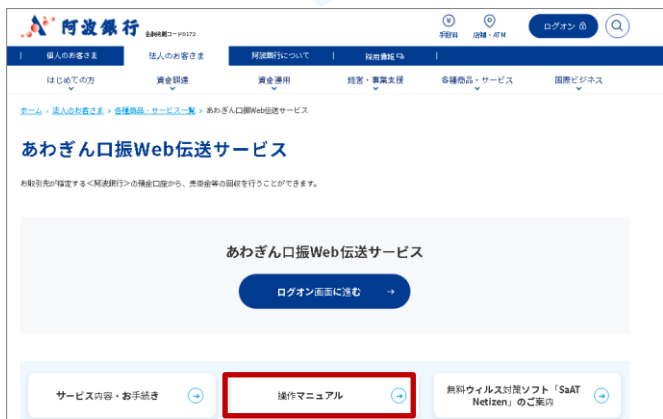 阿波銀行 金融機関コード0172
手数料 店舗・ATM ログオン
個人のお客さま 法人のお客さま 阿波銀行について 採用情報
はじめての方 資金調達 資金運用 経営・事業支援 各種商品・サービス 国際ビジネス
ホーム > 法人のお客さま > 各種商品・サービス一覧 > あわぎん口振Web伝送サービス
あわぎん口振Web伝送サービス
お取引先が指定する<阿波銀行>の預金口座から、売掛金等の回収を行うことができます。
あわぎん口振Web伝送サービス
ログオン画面に進む
サービス内容・お手続き
操作マニュアル
無料ウィルス対策ソフト「SaAT
Netizen」のご案内